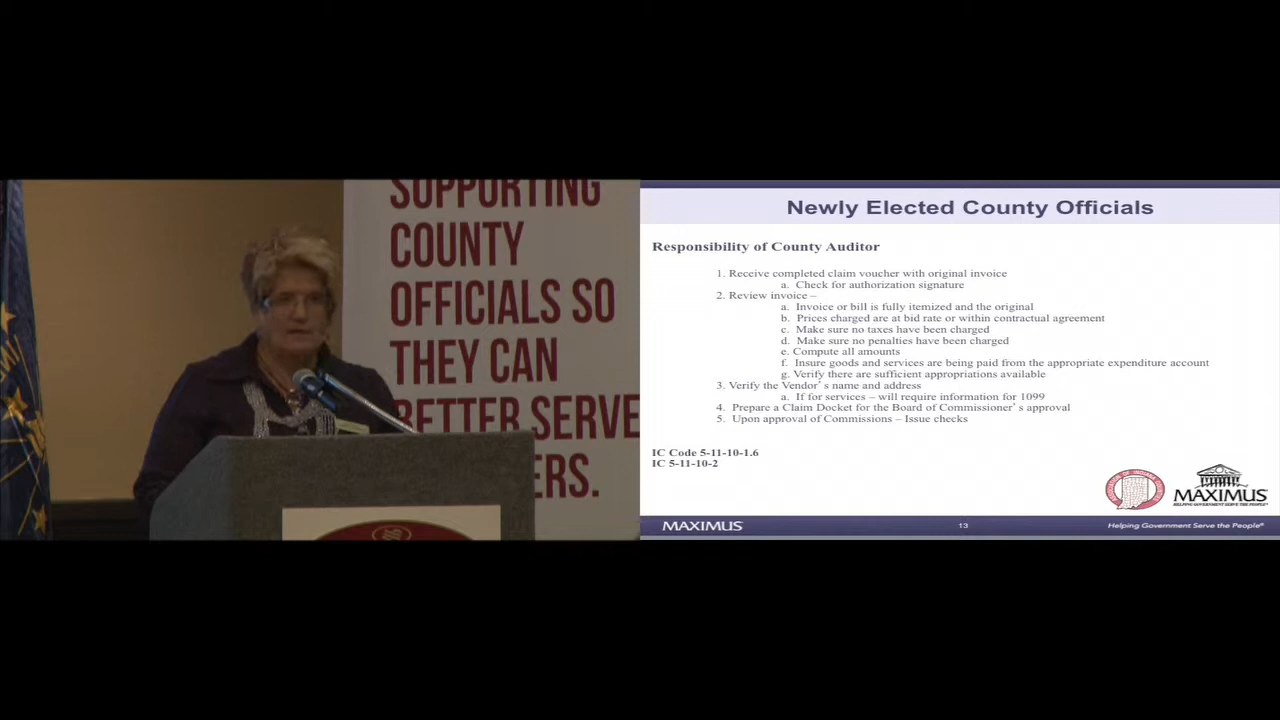 SUPPORTING
COUNTY
OFFICIALS SO
THEY CAN
BETTER SERVE
ERS.
Newly Elected County Officials
Responsibility of County Auditor
1. Receive completed claim voucher with original invoice
a. Check for authorization signature
2. Review invoice –
a. Invoice or bill is fully itemized and the original
b. Prices charged are at bid rate or within contractual agreement
c. Make sure no taxes have been charged
d. Make sure no penalties have been charged
e. Compute all amounts
f. Insure goods and services are being paid from the appropriate expenditure account
g. Verify there are sufficient appropriations available
3. Verify the Vendor's name and address
a. If for services – will require information for 1099
4. Prepare a Claim Docket for the Board of Commissioner's approval
5. Upon approval of Commissions – Issue checks
IC Code 5-11-10-1.6
IC 5-11-10-2
MAXIMUS
HELPING GOVERNMENT SERVE THE PEOPLE®
MAXIMUS
13
Helping Government Serve the People®